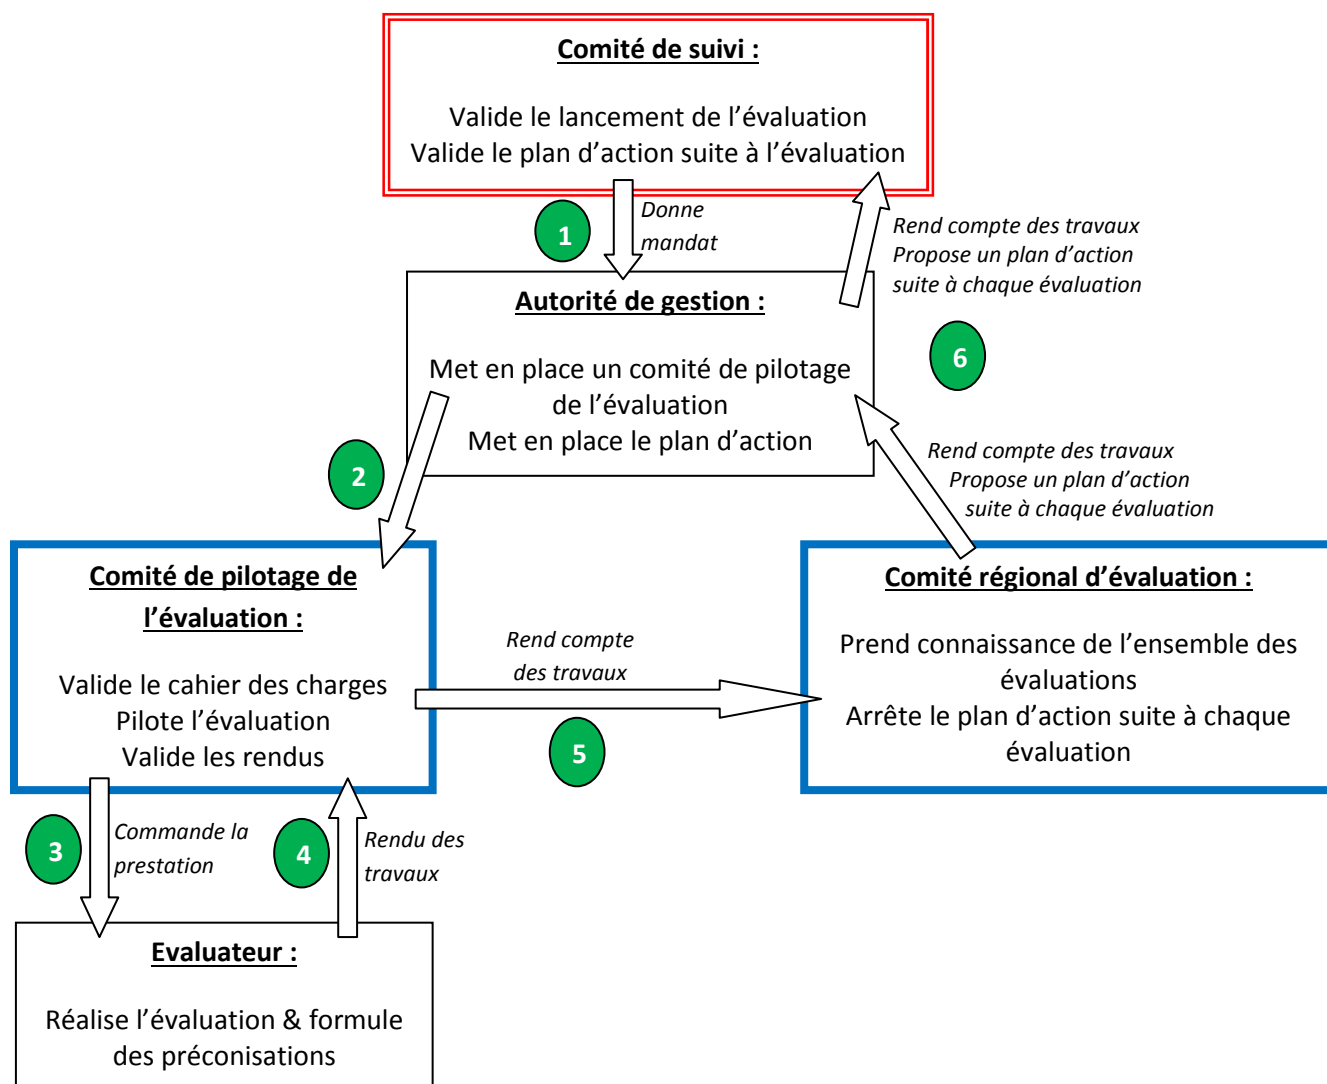 Comité de suivi :
Valide le lancement de l’évaluation
Valide le plan d’action suite à l’évaluation
1
Donne
mandat
Rend compte des travaux
Propose un plan d’action
suite à chaque évaluation
Autorité de gestion :
Met en place un comité de pilotage
de l’évaluation
Met en place le plan d’action
6
2
Rend compte des travaux
Propose un plan d’action
suite à chaque évaluation
Comité de pilotage de
l’évaluation :
Valide le cahier des charges
Pilote l’évaluation
Valide les rendus
Rend compte
des travaux
5
Comité régional d’évaluation :
Prend connaissance de l’ensemble des
évaluations
Arrête le plan d’action suite à chaque
évaluation
3
Commande la
prestation
4
Rendu des
travaux
Evaluateur :
Réalise l’évaluation & formule
des préconisations